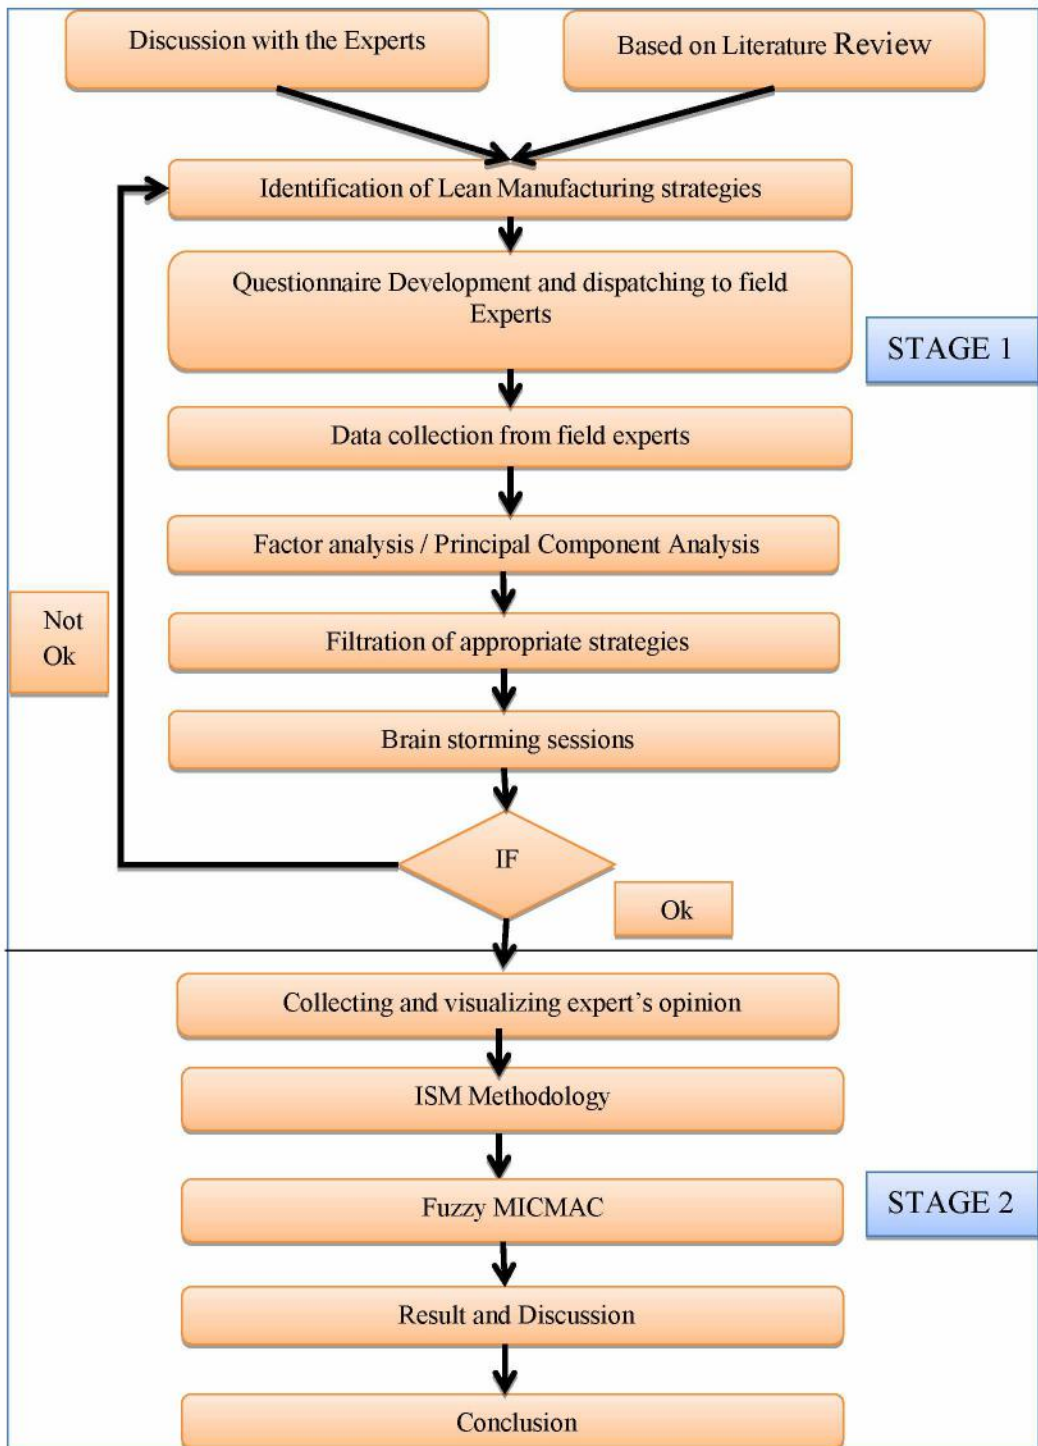 Discussion with the Experts
Based on Literature Review
Identification of Lean Manufacturing strategies
Questionnaire Development and dispatching to field
Experts
STAGE 1
Data collection from field experts
Factor analysis / Principal Component Analysis
Not
Ok
Filtration of appropriate strategies
Brain storming sessions
IF
Ok
Collecting and visualizing expert’s opinion
ISM Methodology
Fuzzy MICMAC
STAGE 2
Result and Discussion
Conclusion